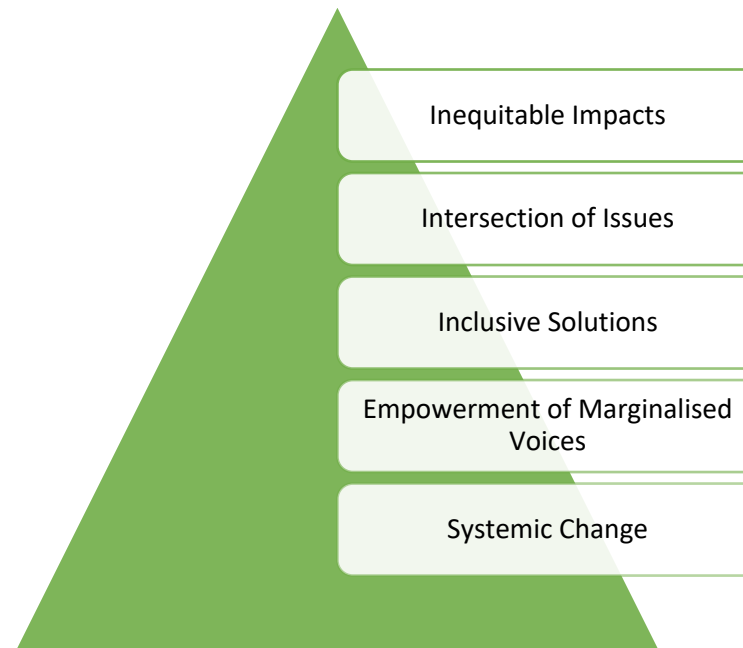 Inequitable Impacts
Intersection of Issues
Inclusive Solutions
Empowerment of Marginalised
Voices
Systemic Change